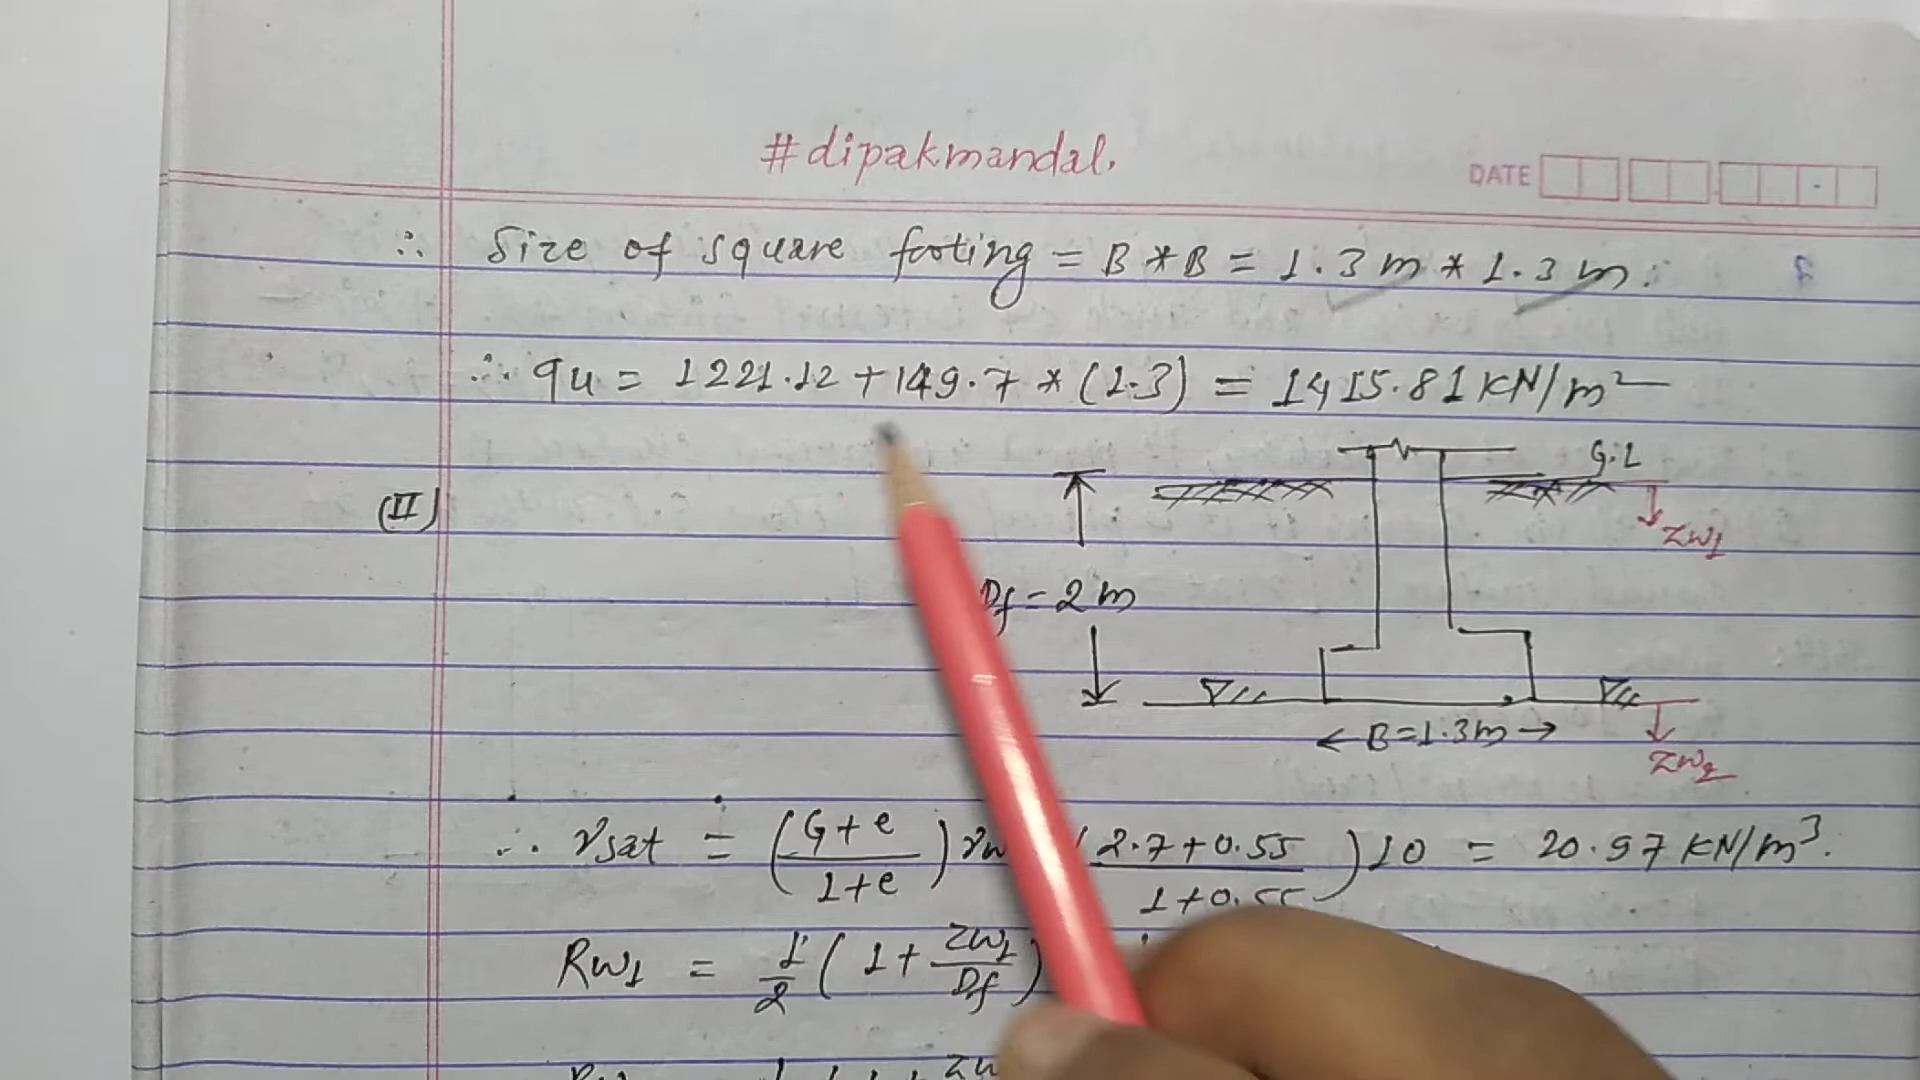 #dipakmandal.
DATE
∴ Size of square footing = B * B = 1.3 m * 1.3 m.
∴ qu = 1221.12 + 149.7 * (1.3) = 1415.81 KN/m²
G.L
(II)
Zw1
Df = 2 m
B = 1.3m
Zw2
∴ γsat = (G+e / 1+e) γw (2.7+0.55 / 1+0.55) 10 = 20.97 KN/m³.
Rw1 = 1/2 (1 + Zw1/Df)